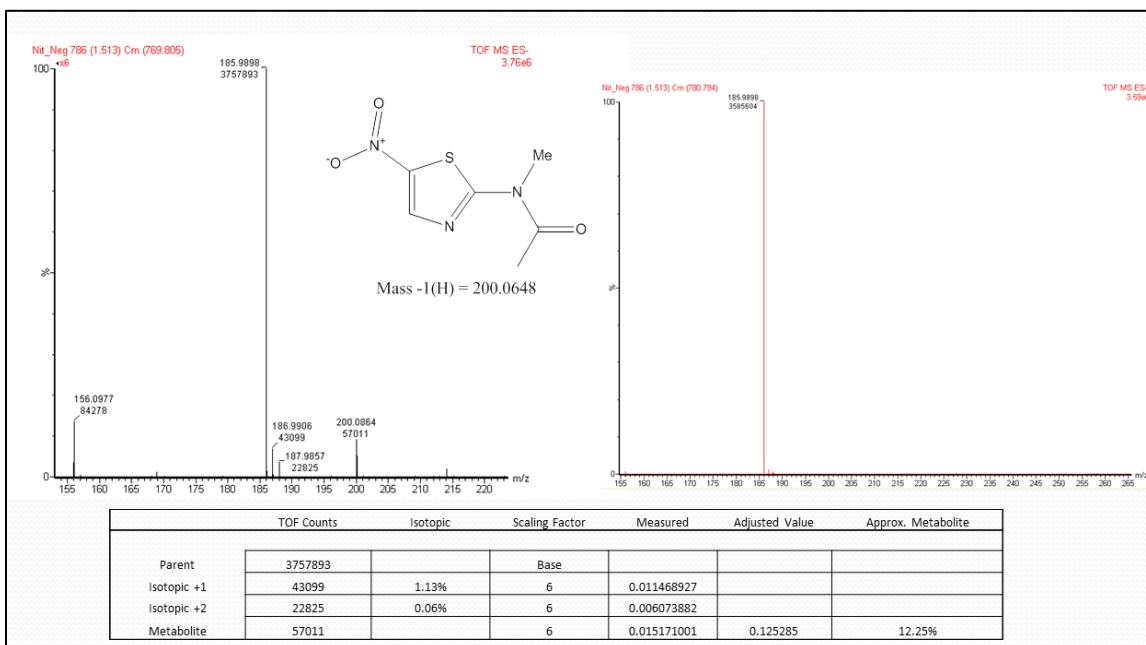 Nit_Neg 786 (1.513) Cm (769:805)
TOF MS ES-
3.76e6
x6
100
185.9898
3757893
%
0
156.0977
84278
186.9906
43099
187.9857
22825
200.0864
57011
155 160 165 170 175 180 185 190 195 200 205 210 215 220
m/z
O
N+
-O
S
N
N
Me
O
Mass -1(H) = 200.0648
Nit_Neg 786 (1.513) Cm (780:794)
TOF MS ES-
100
185.9898
3585604
%
0
155 160 165 170 175 180 185 190 195 200 205 210 215 220 225 230 235 240 245 250 255 260 265
TOF Counts Isotopic Scaling Factor Measured Adjusted Value Approx. Metabolite
Parent 3757893 Base
Isotopic +1 43099 1.13% 6 0.011468927
Isotopic +2 22825 0.06% 6 0.006073882
Metabolite 57011 6 0.015171001 0.125285 12.25%